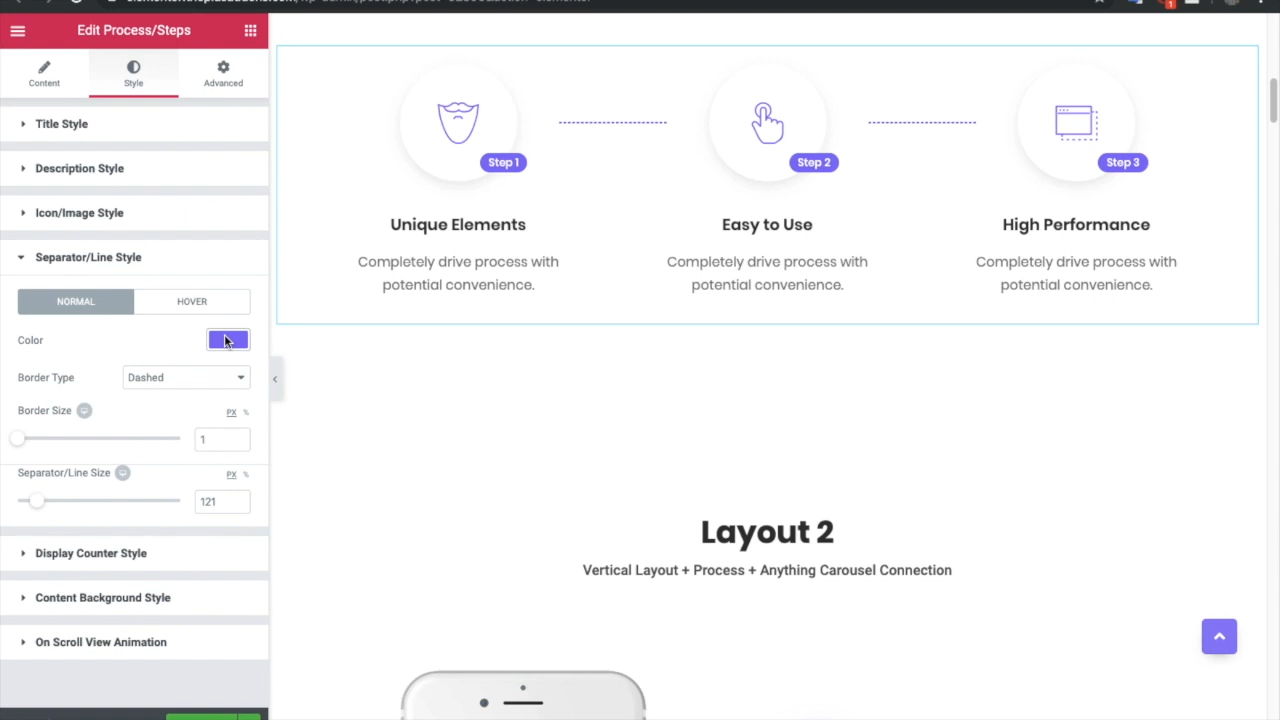 Edit Process/Steps
Content
Style
Advanced
Title Style
Description Style
Icon/Image Style
Separator/Line Style
NORMAL
HOVER
Color
Border Type
Dashed
Border Size
PX %
1
Separator/Line Size
PX %
121
Display Counter Style
Content Background Style
On Scroll View Animation
Step 1
Step 2
Step 3
Unique Elements
Easy to Use
High Performance
Completely drive process with
potential convenience.
Completely drive process with
potential convenience.
Completely drive process with
potential convenience.
Layout 2
Vertical Layout + Process + Anything Carousel Connection
1